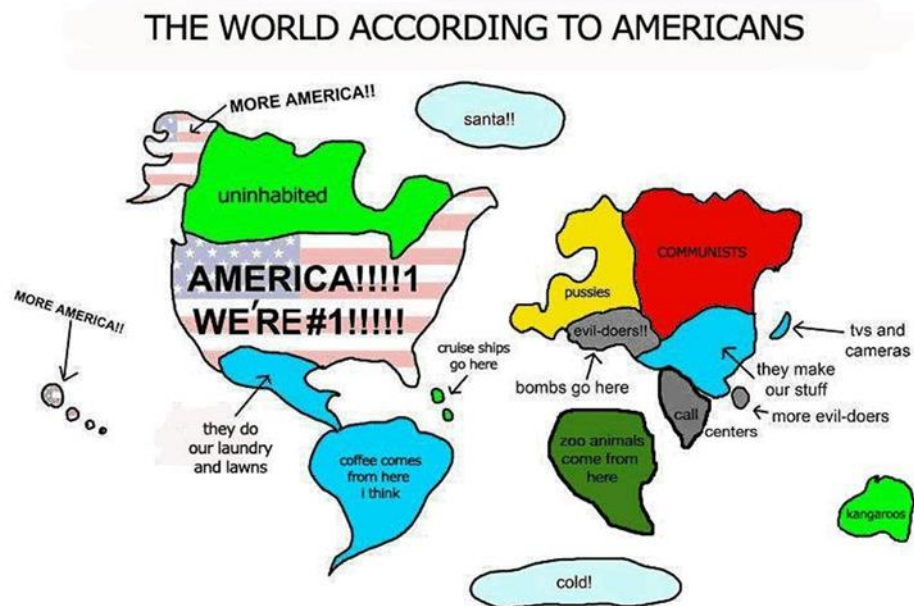 THE WORLD ACCORDING TO AMERICANS
MORE AMERICA!!
santa!!
uninhabited
COMMUNISTS
AMERICA!!!!1
WE'RE #1!!!!!
pussies
MORE AMERICA!!
evil-doers!!
tvs and
cameras
cruise ships
go here
bombs go here
they make
our stuff
call
centers
more evil-doers
they do
our laundry
and lawns
coffee comes
from here
i think
zoo animals
come from
here
kangaroos
cold!